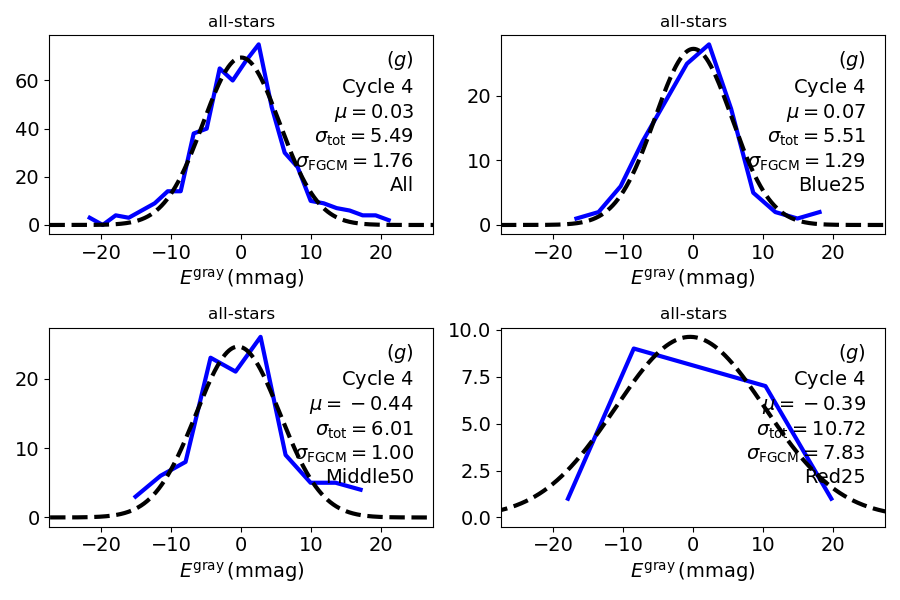 all-stars
(g)
Cycle 4
μ = 0.03
σtot = 5.49
σFGCM = 1.76
All
60
40
20
0
−20 −10 0 10 20
E^gray (mmag)
all-stars
(g)
Cycle 4
μ = 0.07
σtot = 5.51
σFGCM = 1.29
Blue25
20
10
0
−20 −10 0 10 20
E^gray (mmag)
all-stars
(g)
Cycle 4
μ = −0.44
σtot = 6.01
σFGCM = 1.00
Middle50
20
10
0
−20 −10 0 10 20
E^gray (mmag)
all-stars
(g)
Cycle 4
μ = −0.39
σtot = 10.72
σFGCM = 7.83
Red25
10.0
7.5
5.0
2.5
0.0
−20 −10 0 10 20
E^gray (mmag)